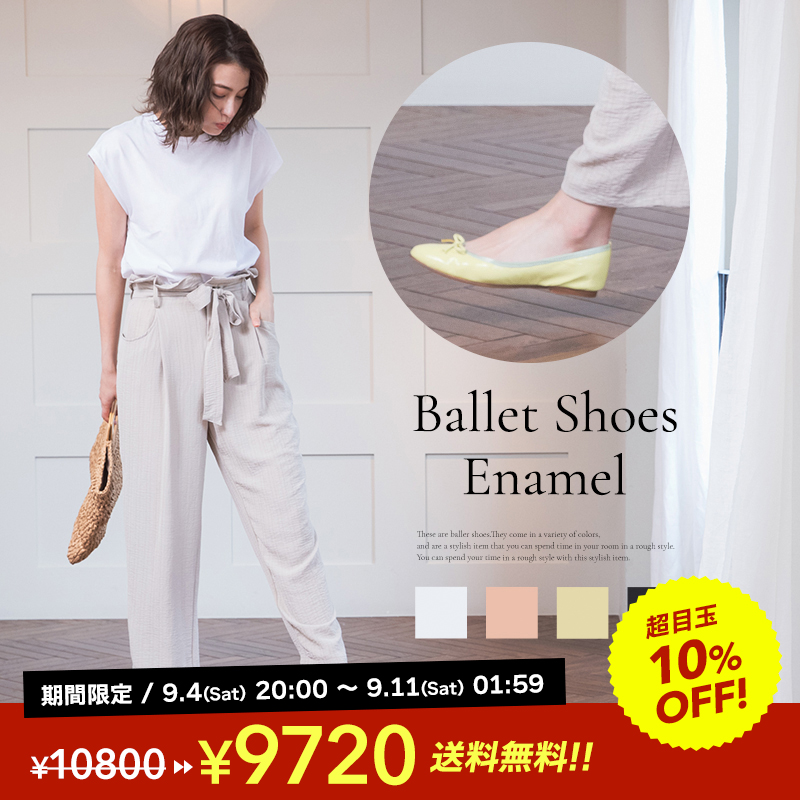 Ballet Shoes
Enamel
These are baller shoes.They come in a variety of colors,
and are a stylish item that you can spend time in your room in a rough style.
You can spend your time in a rough style with this stylish item.
超目玉
10%
OFF!
期間限定 / 9.4(Sat) 20:00 〜 9.11(Sat) 01:59
¥10800 ▸▸ ¥9720 送料無料!!